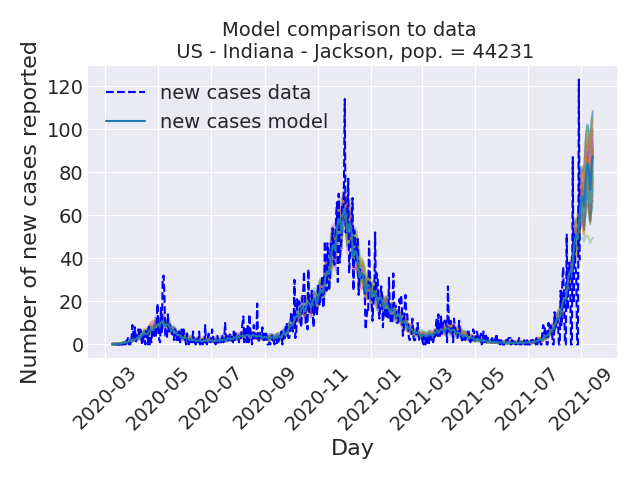 Model comparison to data
US - Indiana - Jackson, pop. = 44231
Number of new cases reported
120
100
80
60
40
20
0
new cases data
new cases model
2020-03
2020-05
2020-07
2020-09
2020-11
2021-01
2021-03
2021-05
2021-07
2021-09
Day